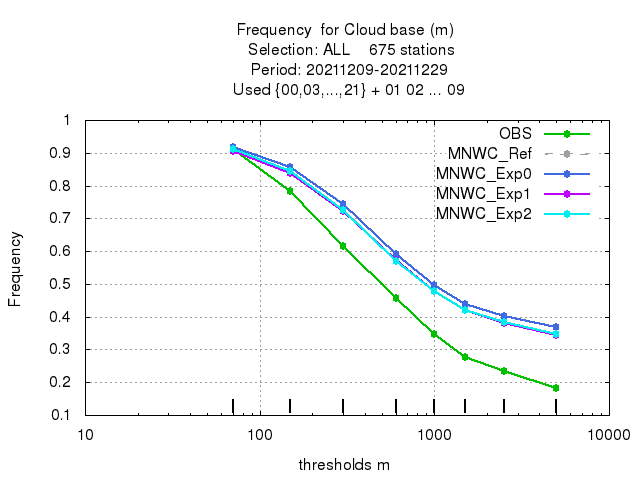 Frequency  for Cloud base (m)
Selection: ALL    675 stations
Period: 20211209-20211229
Used {00,03,...,21} + 01 02 ... 09
OBS
MNWC_Ref
MNWC_Exp0
MNWC_Exp1
MNWC_Exp2
Frequency
1
0.9
0.8
0.7
0.6
0.5
0.4
0.3
0.2
0.1
10
100
1000
10000
thresholds m